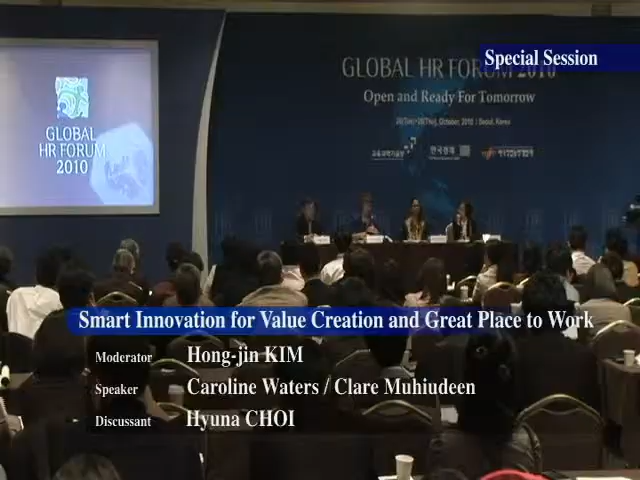 Special Session
GLOBAL HR FORUM 2010
Open and Ready For Tomorrow
GLOBAL
HR FORUM
2010
Smart Innovation for Value Creation and Great Place to Work
Moderator Hong-jin KIM
Speaker Caroline Waters / Clare Muhiudeen
Discussant Hyuna CHOI